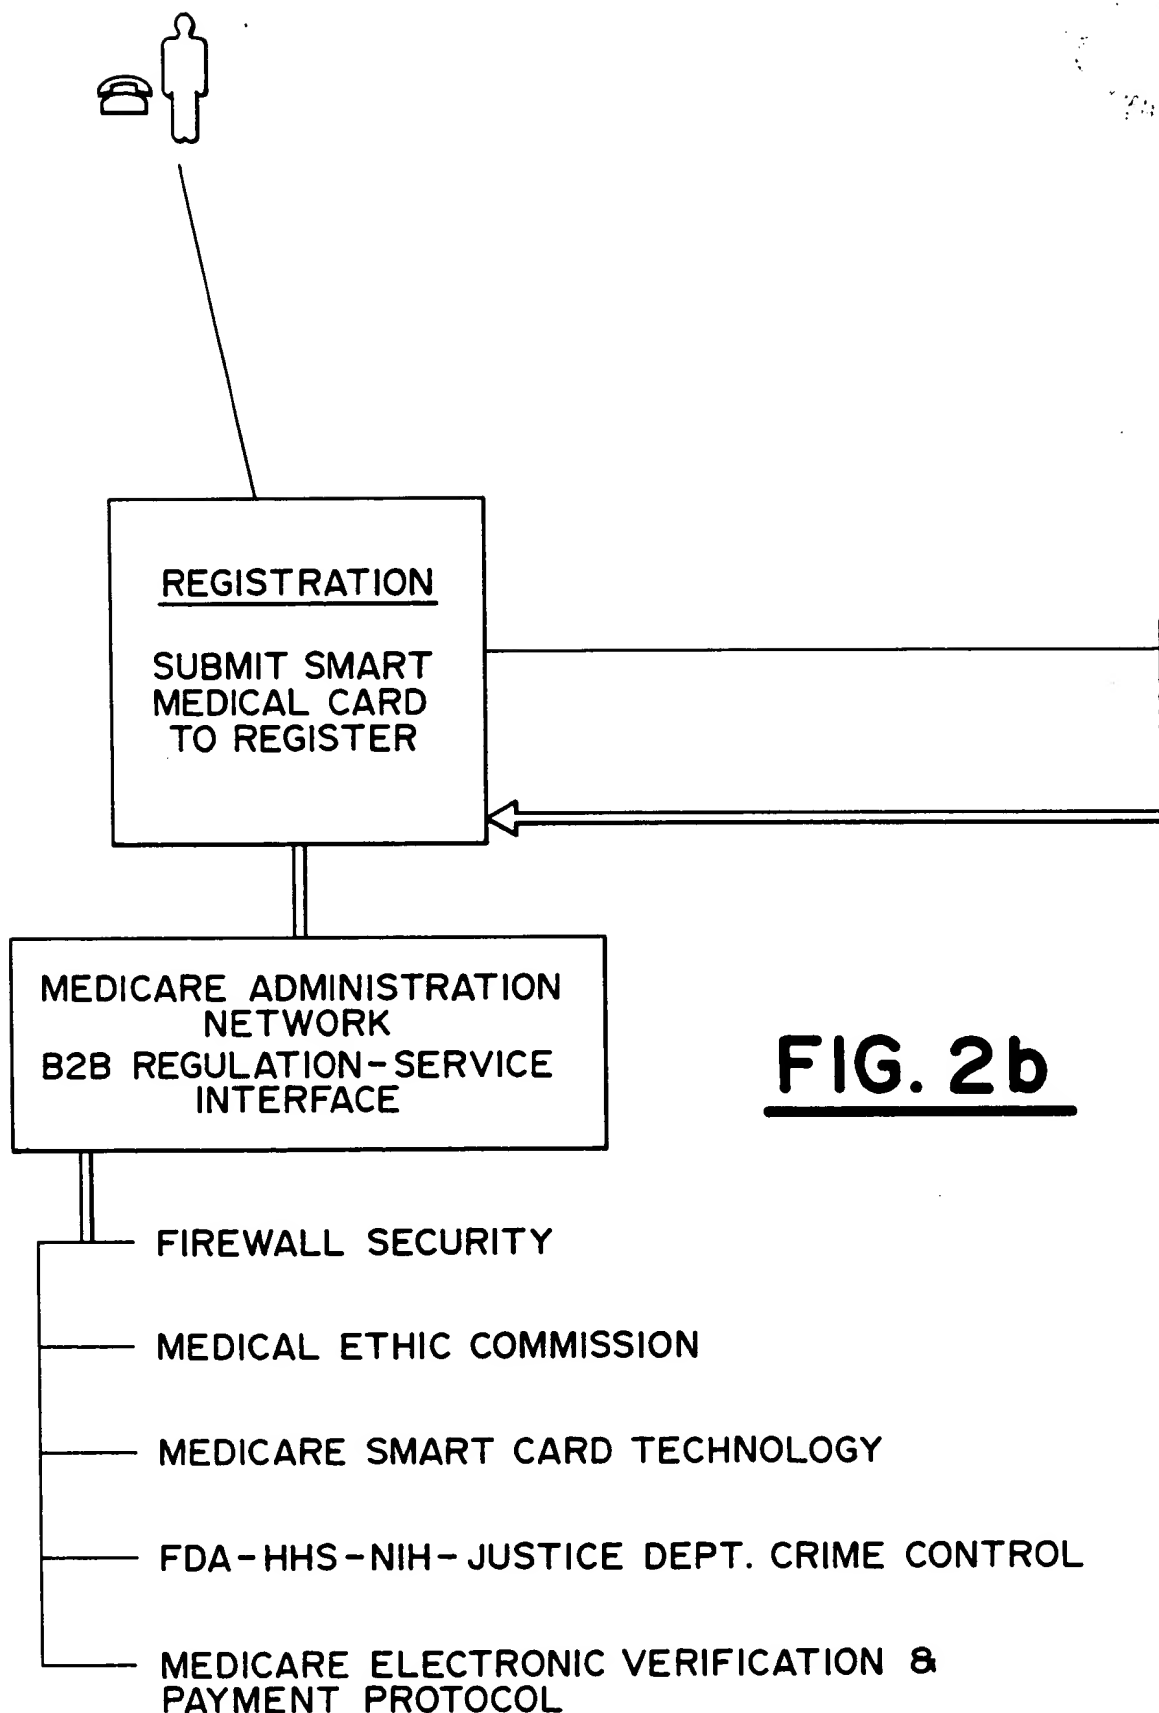 REGISTRATION
SUBMIT SMART
MEDICAL CARD
TO REGISTER
MEDICARE ADMINISTRATION
NETWORK
B2B REGULATION-SERVICE
INTERFACE
FIG. 2b
FIREWALL SECURITY
MEDICAL ETHIC COMMISSION
MEDICARE SMART CARD TECHNOLOGY
FDA-HHS-NIH-JUSTICE DEPT. CRIME CONTROL
MEDICARE ELECTRONIC VERIFICATION &
PAYMENT PROTOCOL